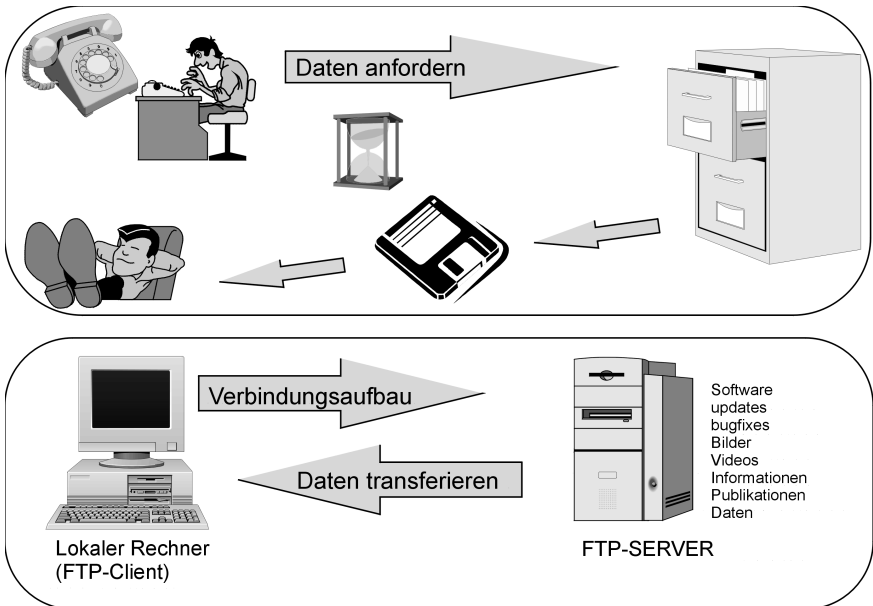 Daten anfordern
Verbindungsaufbau
Daten transferieren
Software
updates
bugfixes
Bilder
Videos
Informationen
Publikationen
Daten
Lokaler Rechner
(FTP-Client)
FTP-SERVER